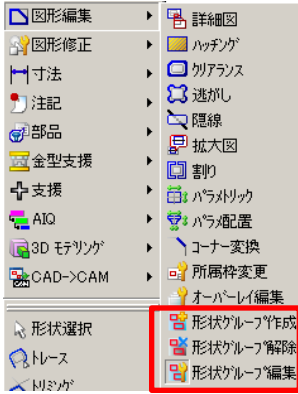 図形編集
図形修正
寸法
注記
部品
金型支援
支援
AIQ
3D ﾓﾃﾞﾘﾝｸﾞ
CAD->CAM
形状選択
ﾄﾚｰｽ
ﾄﾘﾐﾝｸﾞ
詳細図
ﾊｯﾁﾝｸﾞ
ｸﾘｱﾗﾝｽ
逃がし
隠線
拡大図
割り
ﾊﾟﾗﾒﾄﾘｯｸ
ﾊﾟﾗﾒ配置
コーナー変換
所属枠変更
オーバーレイ編集
形状ｸﾞﾙｰﾌﾟ作成
形状ｸﾞﾙｰﾌﾟ解除
形状ｸﾞﾙｰﾌﾟ編集